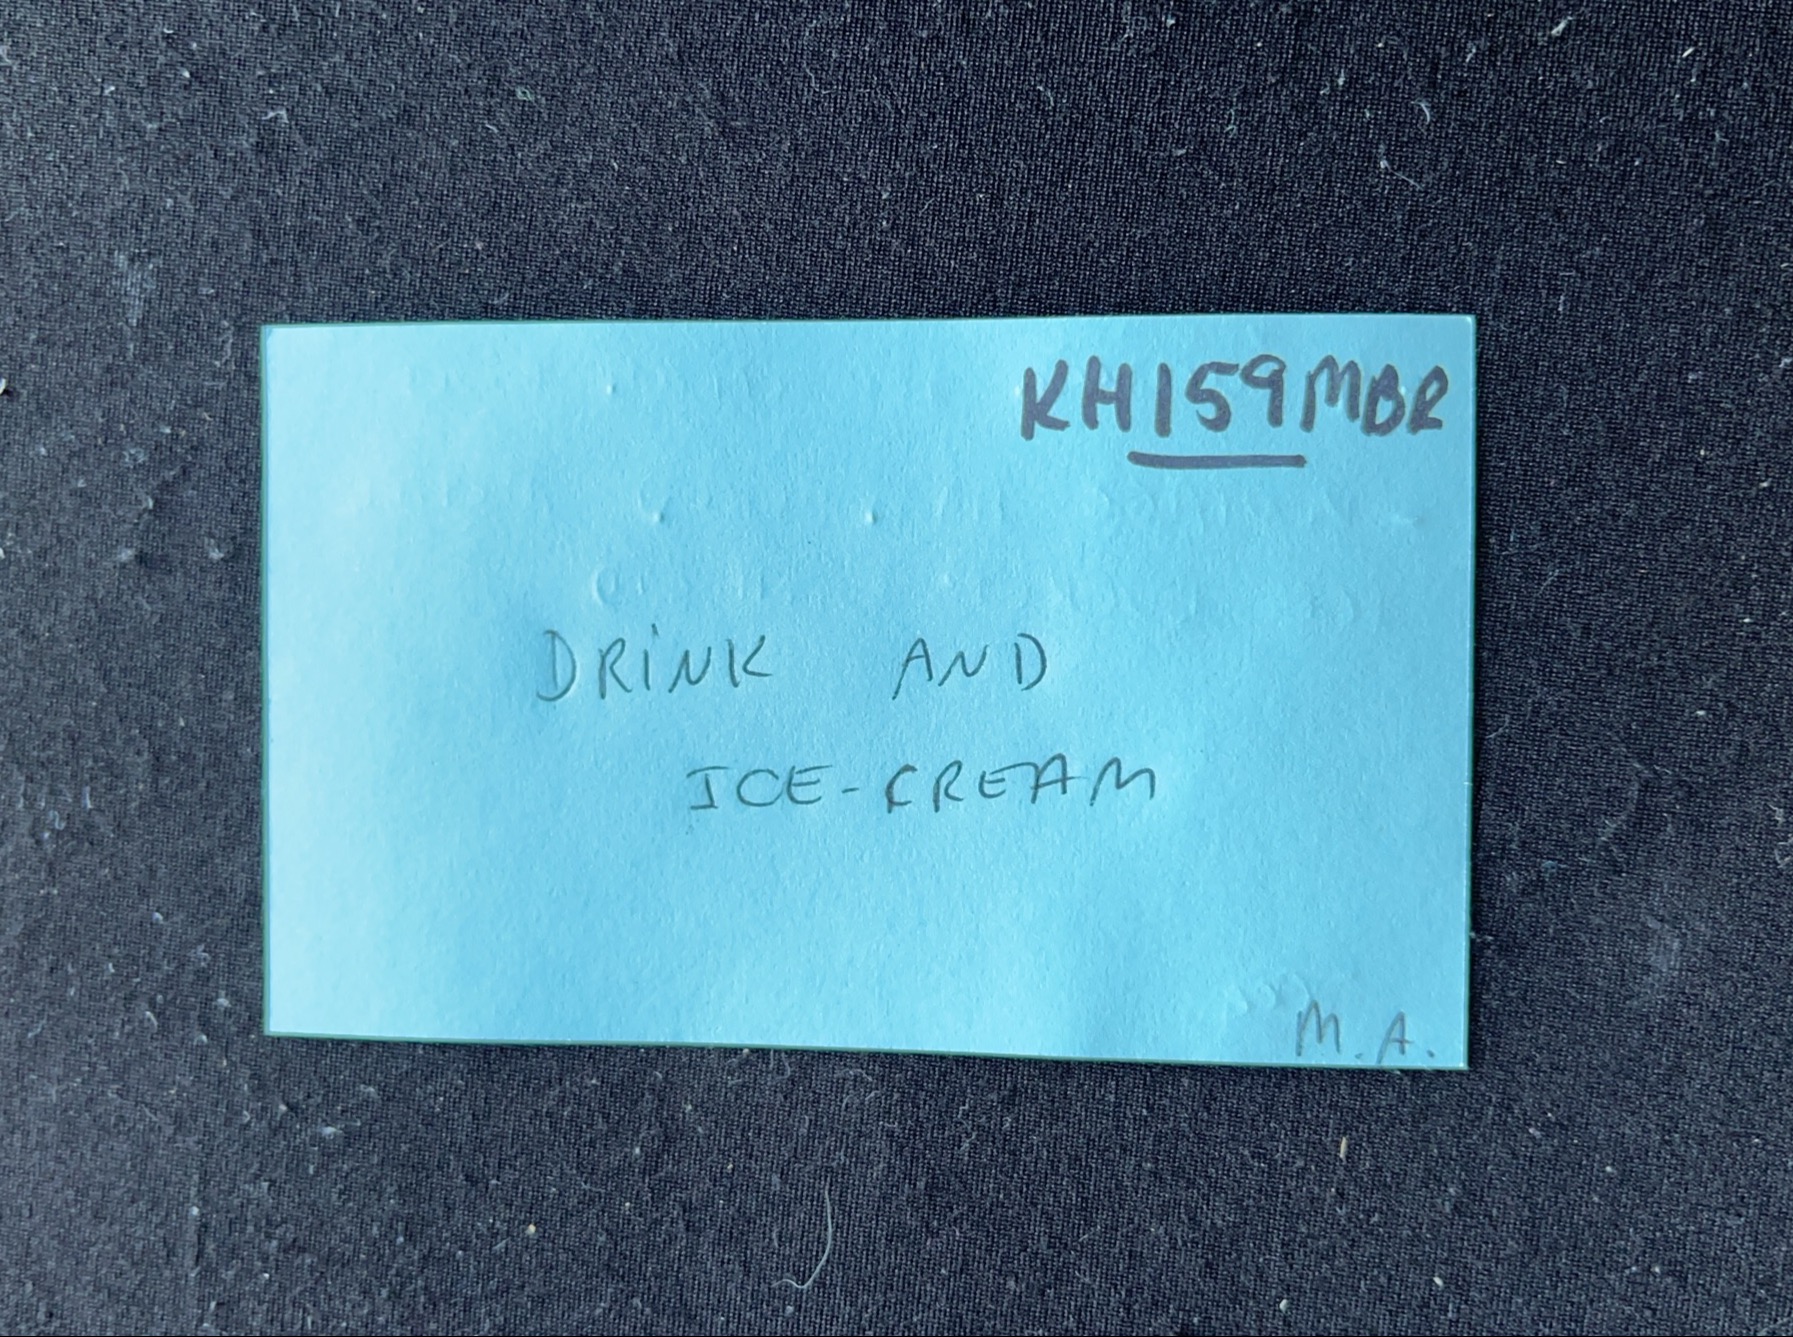 KH159MBR
DRiNK AND
ICE-CREAM
M.A.